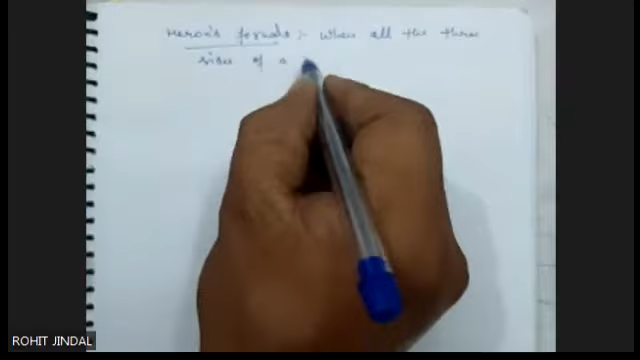 Heron's formula :- when all the three
sides of a
ROHIT JINDAL